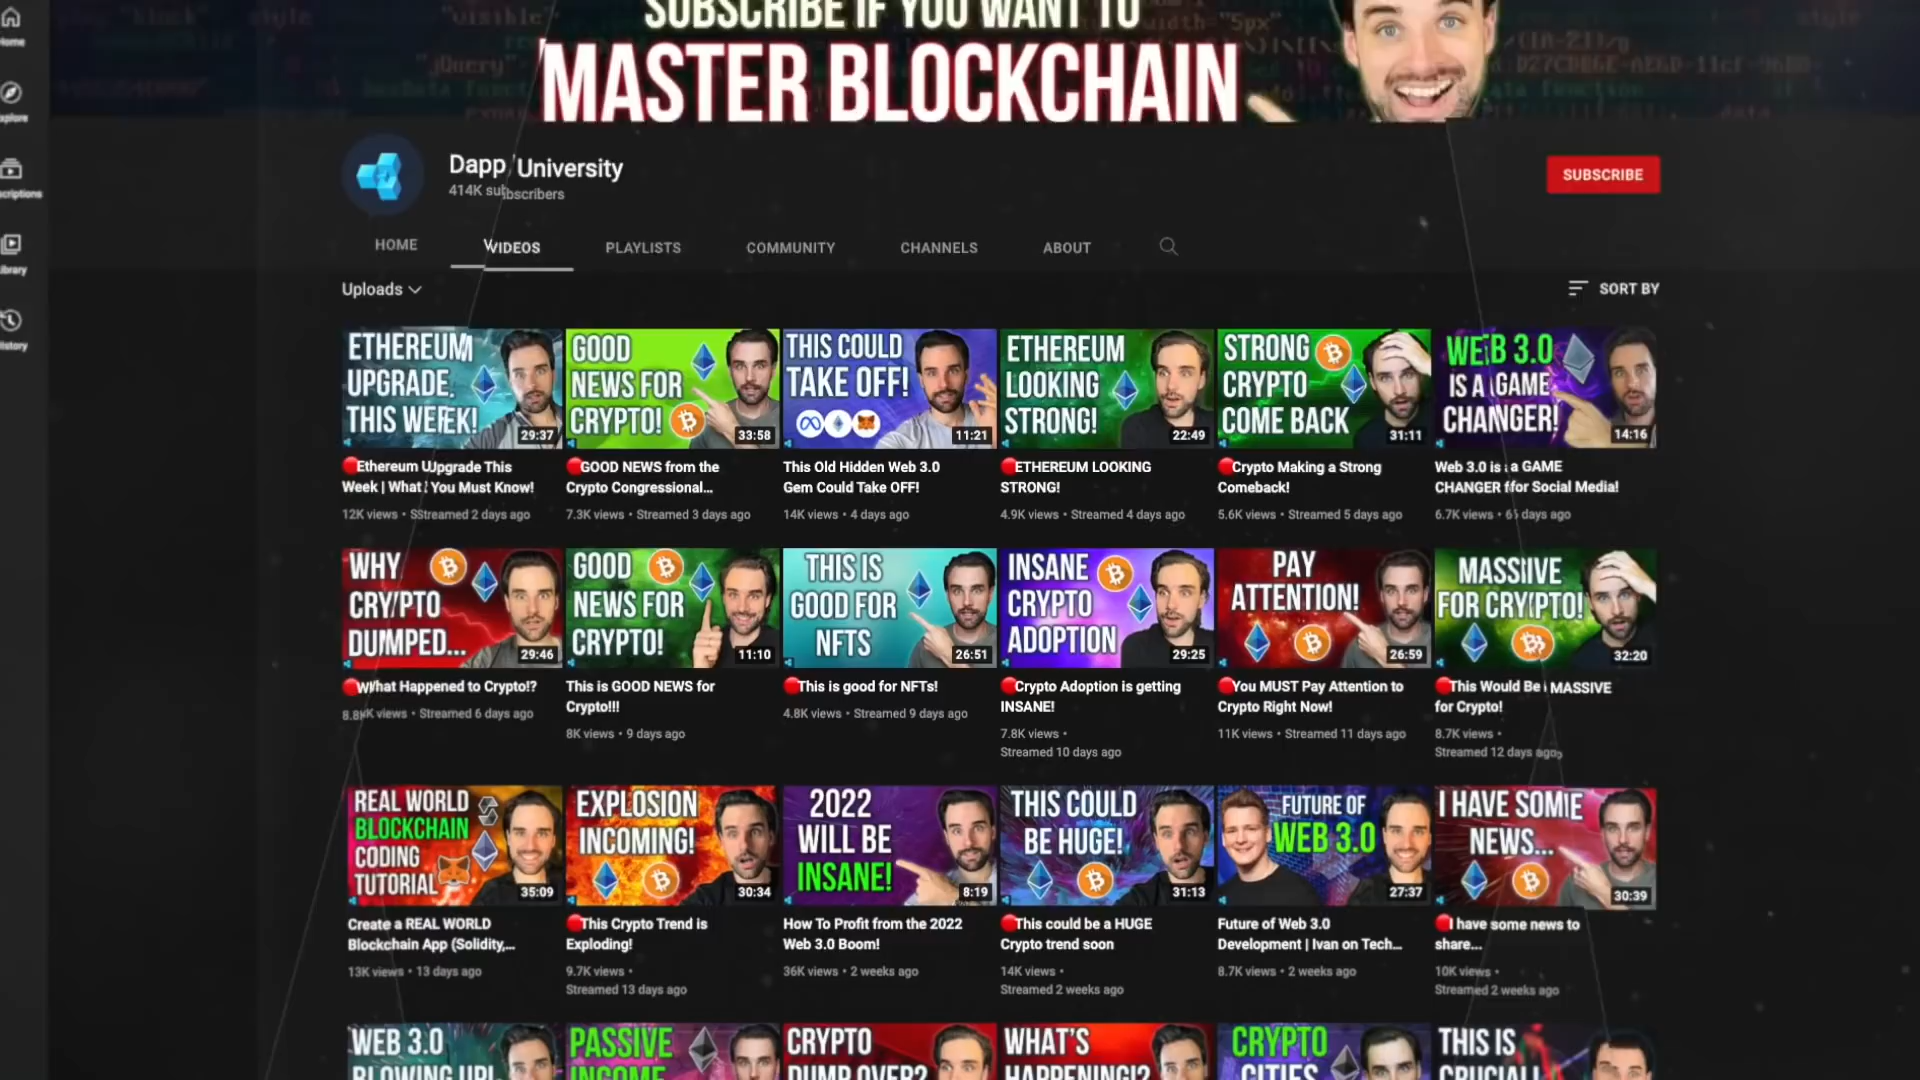 SUBSCRIBE IF YOU WANT TO
MASTER BLOCKCHAIN
Home
Explore
Dapp University
414K subscribers
SUBSCRIBE
HOME
VIDEOS
PLAYLISTS
COMMUNITY
CHANNELS
ABOUT
Library
History
Uploads
SORT BY
ETHEREUM
UPGRADE
THIS WEEK!
29:37
GOOD
NEWS FOR
CRYPTO!
33:58
THIS COULD
TAKE OFF!
11:21
ETHEREUM
LOOKING
STRONG!
22:49
STRONG
CRYPTO
COME BACK
31:11
WEB 3.0
IS A GAME
CHANGER!
14:16
Ethereum Upgrade This
Week | What You Must Know!
12K views • Streamed 2 days ago
GOOD NEWS from the
Crypto Congressional...
7.3K views • Streamed 3 days ago
This Old Hidden Web 3.0
Gem Could Take OFF!
14K views • 4 days ago
ETHEREUM LOOKING
STRONG!
4.9K views • Streamed 4 days ago
Crypto Making a Strong
Comeback!
5.6K views • Streamed 5 days ago
Web 3.0 is a GAME
CHANGER for Social Media!
6.7K views • 6 days ago
WHY
CRYPTO
DUMPED...
29:46
GOOD
NEWS FOR
CRYPTO!
11:10
THIS IS
GOOD FOR
NFTS
26:51
INSANE
CRYPTO
ADOPTION
29:25
PAY
ATTENTION!
26:59
MASSIVE
FOR CRYPTO!
32:20
What Happened to Crypto!?
8.8K views • Streamed 6 days ago
This is GOOD NEWS for
Crypto!!!
8K views • 9 days ago
This is good for NFTs!
4.8K views • Streamed 9 days ago
Crypto Adoption is getting
INSANE!
7.8K views •
Streamed 10 days ago
You MUST Pay Attention to
Crypto Right Now!
11K views • Streamed 11 days ago
This Would Be MASSIVE
for Crypto!
8.7K views •
Streamed 12 days ago
REAL WORLD
BLOCKCHAIN
CODING
TUTORIAL
35:09
EXPLOSION
INCOMING!
30:34
2022
WILL BE
INSANE!
8:19
THIS COULD
BE HUGE!
31:13
FUTURE OF
WEB 3.0
27:37
I HAVE SOME
NEWS...
30:39
Create a REAL WORLD
Blockchain App (Solidity,...
13K views • 13 days ago
This Crypto Trend is
Exploding!
9.7K views •
Streamed 13 days ago
How To Profit from the 2022
Web 3.0 Boom!
36K views • 2 weeks ago
This could be a HUGE
Crypto trend soon
14K views •
Streamed 2 weeks ago
Future of Web 3.0
Development | Ivan on Tech...
8.7K views • 2 weeks ago
I have some news to
share...
10K views •
Streamed 2 weeks ago
WEB 3.0
BLOWING UP!
PASSIVE
INCOME
CRYPTO
DUMP OVER?
WHAT'S
HAPPENING!?
CRYPTO
CITIES
THIS IS
CRUCIAL!